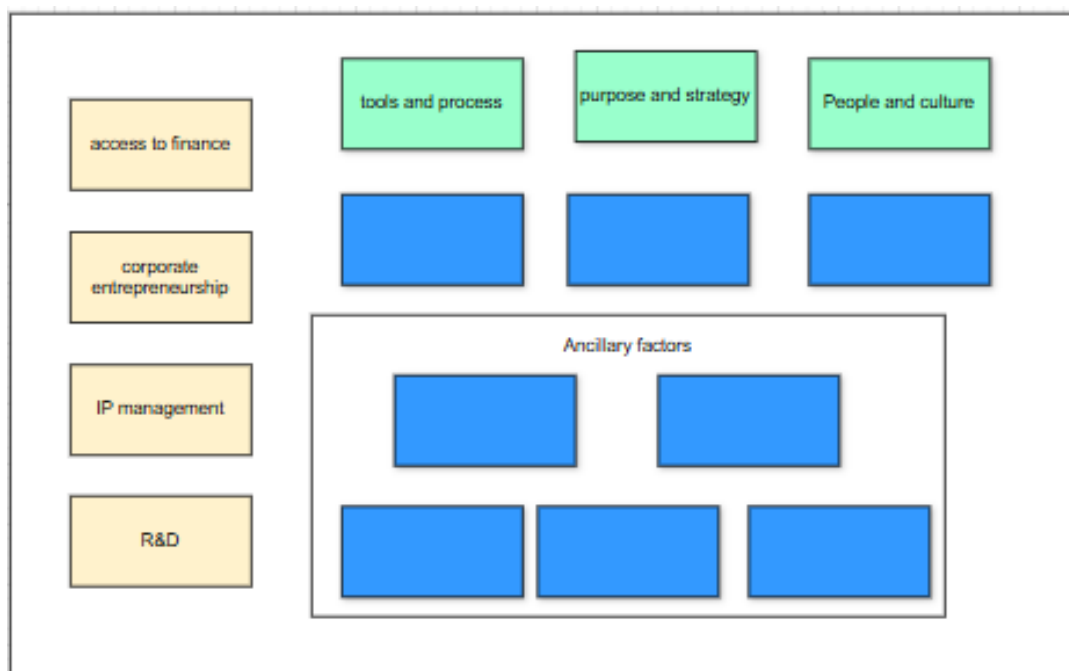 tools and process
purpose and strategy
People and culture
access to finance
corporate
entrepreneurship
Ancillary factors
IP management
R&D